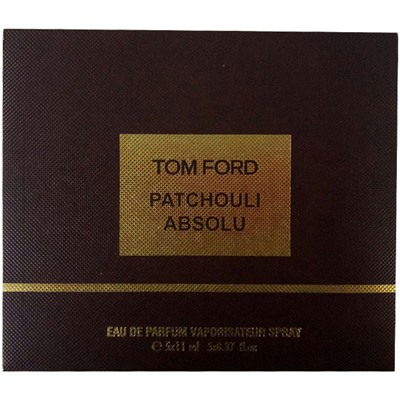 TOM FORD
PATCHOULI
ABSOLU
EAU DE PARFUM VAPORISATEUR SPRAY
℮ 5x11 ml 5x0.37 fl.oz